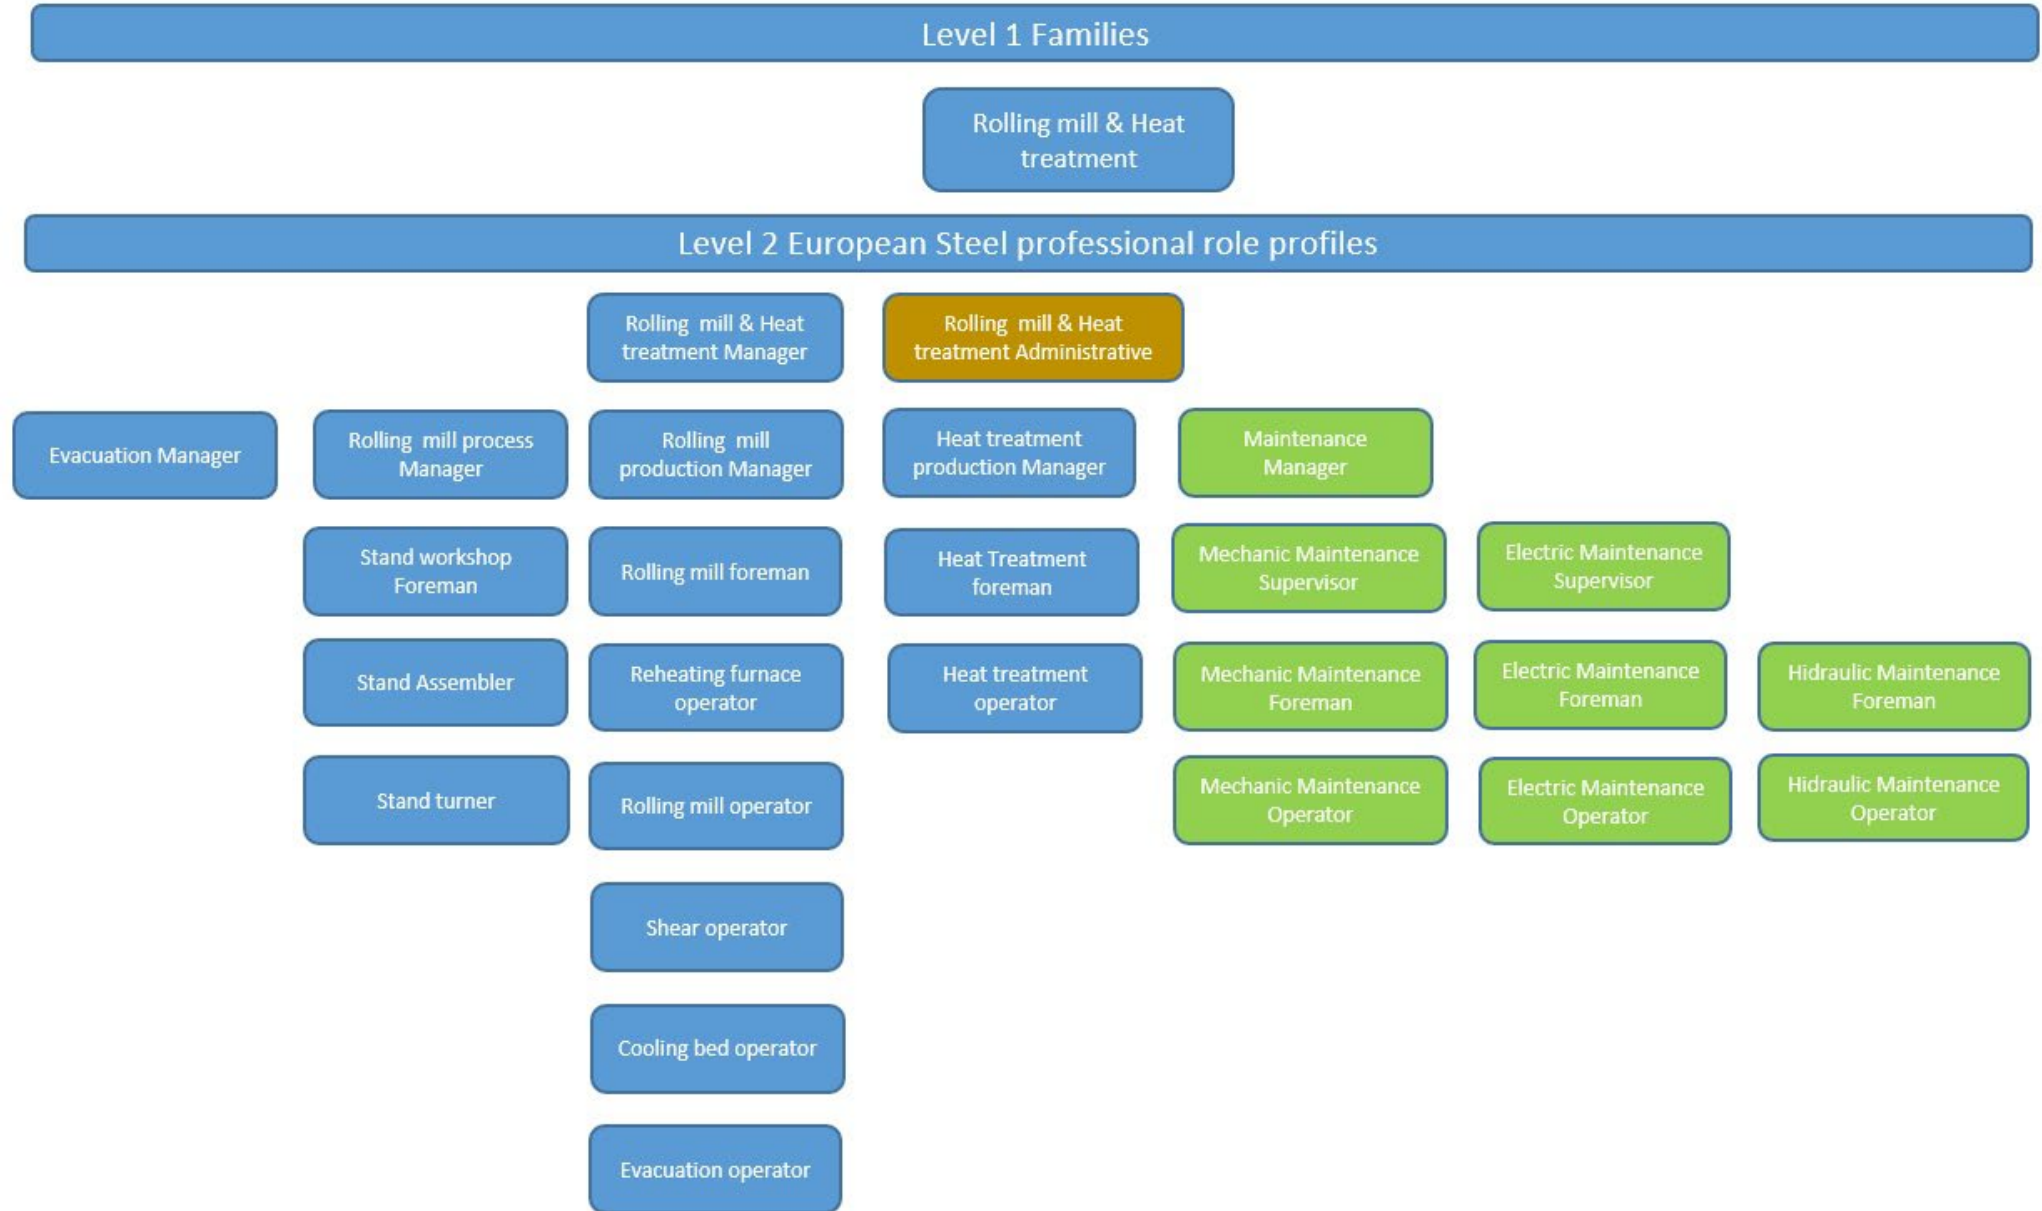 Level 1 Families
Rolling mill & Heat
treatment
Level 2 European Steel professional role profiles
Rolling mill & Heat
treatment Manager
Rolling mill & Heat
treatment Administrative
Evacuation Manager
Rolling mill process
Manager
Rolling mill
production Manager
Heat treatment
production Manager
Maintenance
Manager
Stand workshop
Foreman
Rolling mill foreman
Heat Treatment
foreman
Mechanic Maintenance
Supervisor
Electric Maintenance
Supervisor
Stand Assembler
Reheating furnace
operator
Heat treatment
operator
Mechanic Maintenance
Foreman
Electric Maintenance
Foreman
Hidraulic Maintenance
Foreman
Stand turner
Rolling mill operator
Mechanic Maintenance
Operator
Electric Maintenance
Operator
Hidraulic Maintenance
Operator
Shear operator
Cooling bed operator
Evacuation operator